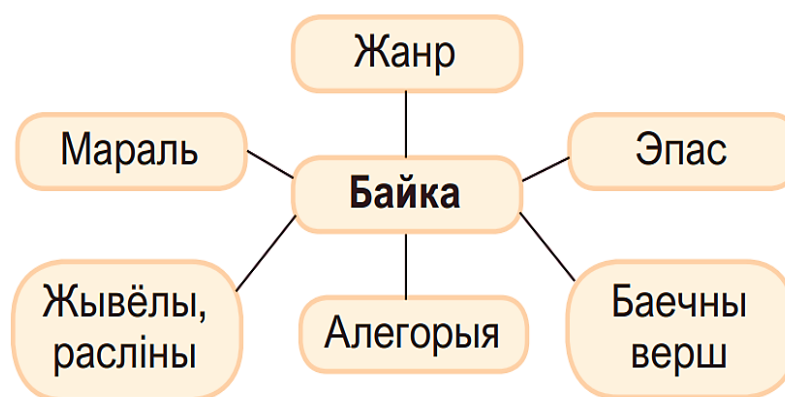 Жанр
Мараль
Эпас
Байка
Жывёлы,
расліны
Алегорыя
Баечны
верш